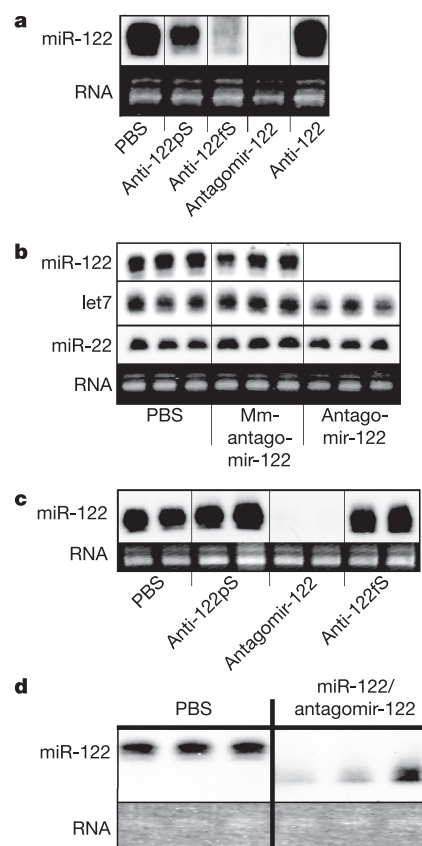 a
miR-122
RNA
PBS
Anti-122pS
Anti-122fS
Antagomir-122
Anti-122
b
miR-122
let7
miR-22
RNA
PBS
Mm-
antago-
mir-122
Antago-
mir-122
c
miR-122
RNA
PBS
Anti-122pS
Antagomir-122
Anti-122fS
d
PBS
miR-122/
antagomir-122
miR-122
RNA